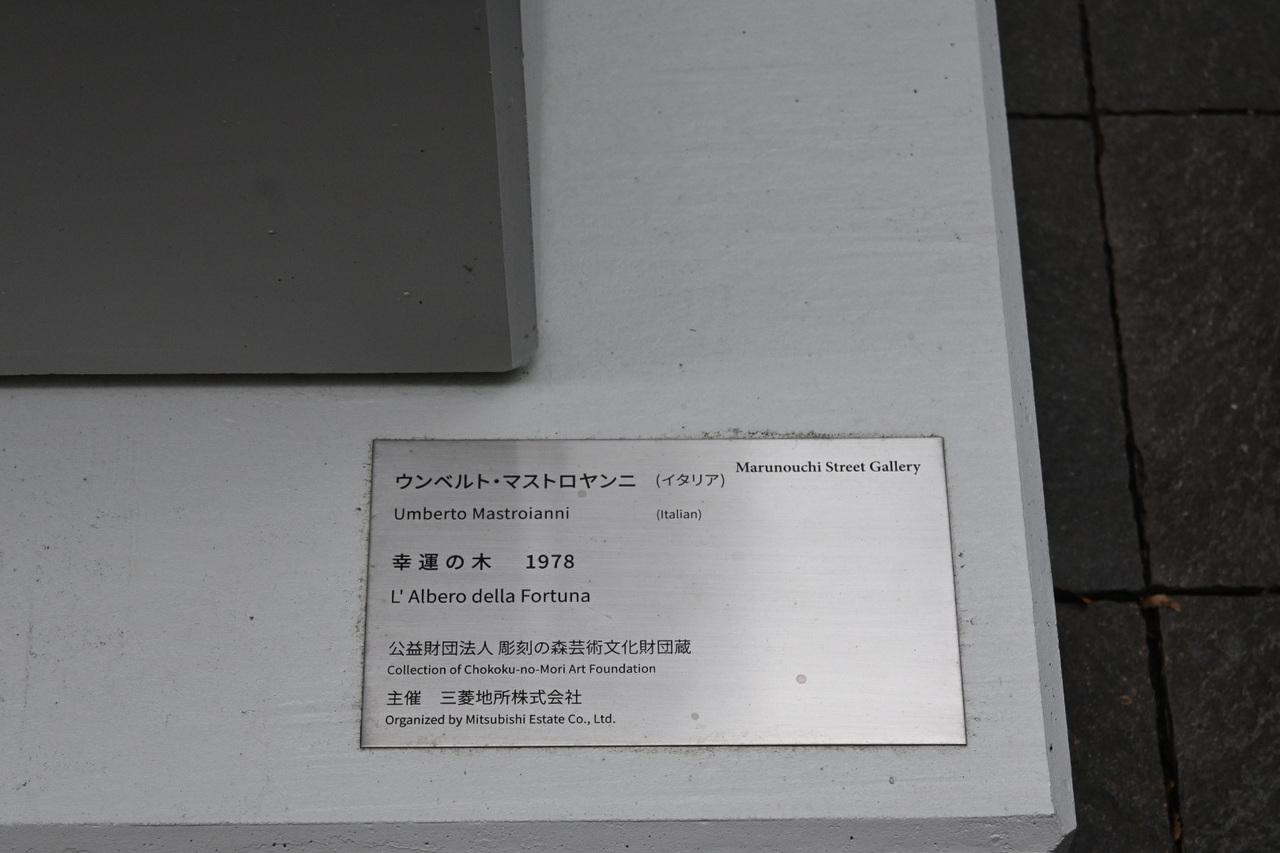 Marunouchi Street Gallery
ウンベルト・マストロヤンニ (イタリア)
Umberto Mastroianni (Italian)
幸運の木 1978
L' Albero della Fortuna
公益財団法人 彫刻の森芸術文化財団蔵
Collection of Chokoku-no-Mori Art Foundation
主催 三菱地所株式会社
Organized by Mitsubishi Estate Co., Ltd.